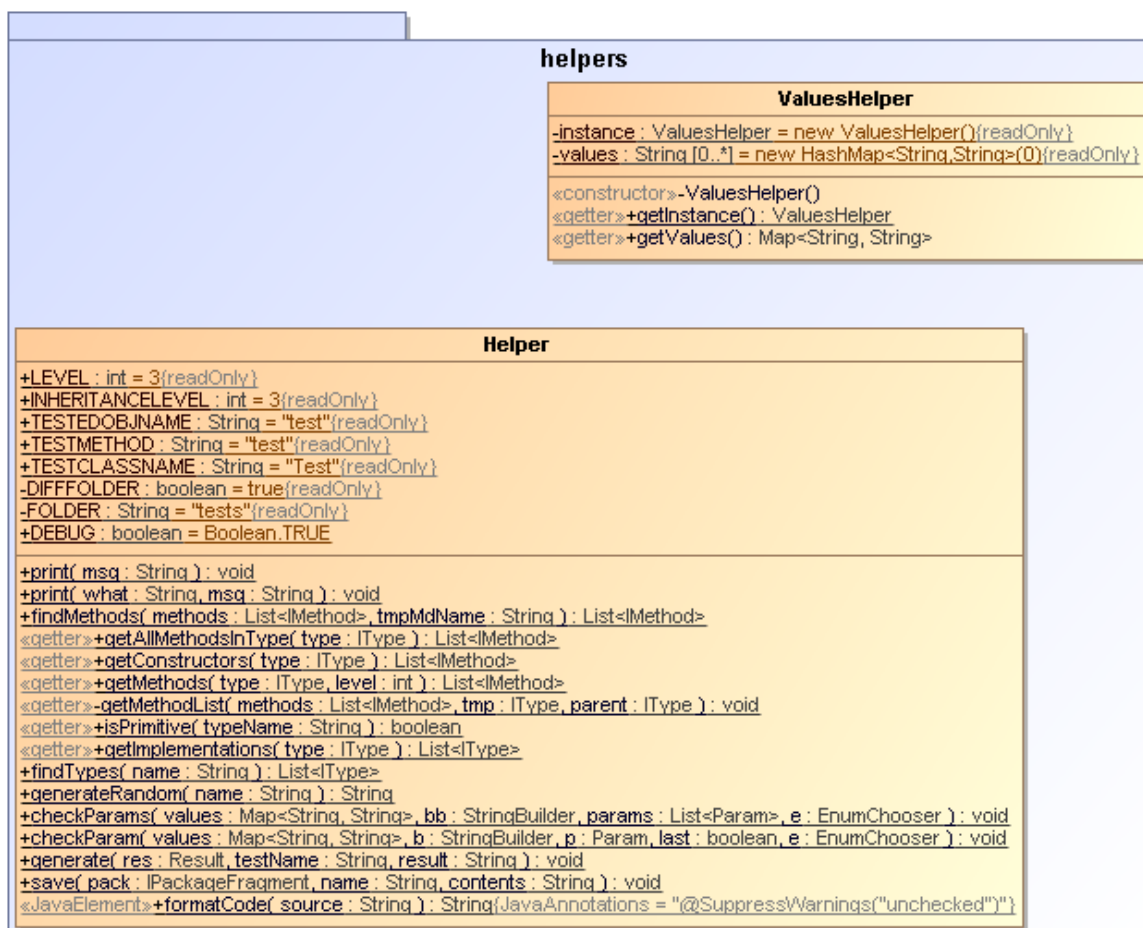 helpers
ValuesHelper
-instance : ValuesHelper = new ValuesHelper(){readOnly}
-values : String [0..*] = new HashMap<String,String>(0){readOnly}
«constructor»-ValuesHelper()
«getter»+getInstance() : ValuesHelper
«getter»+getValues() : Map<String, String>
Helper
+LEVEL : int = 3{readOnly}
+INHERITANCELEVEL : int = 3{readOnly}
+TESTEDOBJNAME : String = "test"{readOnly}
+TESTMETHOD : String = "test"{readOnly}
+TESTCLASSNAME : String = "Test"{readOnly}
-DIFFFOLDER : boolean = true{readOnly}
-FOLDER : String = "tests"{readOnly}
+DEBUG : boolean = Boolean.TRUE
+print( msg : String ) : void
+print( what : String, msg : String ) : void
+findMethods( methods : List<IMethod>, tmpMdName : String ) : List<IMethod>
«getter»+getAllMethodsInType( type : IType ) : List<IMethod>
«getter»+getConstructors( type : IType ) : List<IMethod>
«getter»+getMethods( type : IType, level : int ) : List<IMethod>
«getter»-getMethodList( methods : List<IMethod>, tmp : IType, parent : IType ) : void
«getter»+isPrimitive( typeName : String ) : boolean
«getter»+getImplementations( type : IType ) : List<IType>
+findTypes( name : String ) : List<IType>
+generateRandom( name : String ) : String
+checkParams( values : Map<String, String>, bb : StringBuilder, params : List<Param>, e : EnumChooser ) : void
+checkParam( values : Map<String, String>, b : StringBuilder, p : Param, last : boolean, e : EnumChooser ) : void
+generate( res : Result, testName : String, result : String ) : void
+save( pack : IPackageFragment, name : String, contents : String ) : void
«JavaElement»+formatCode( source : String ) : String{JavaAnnotations = "@SuppressWarnings("unchecked")"}